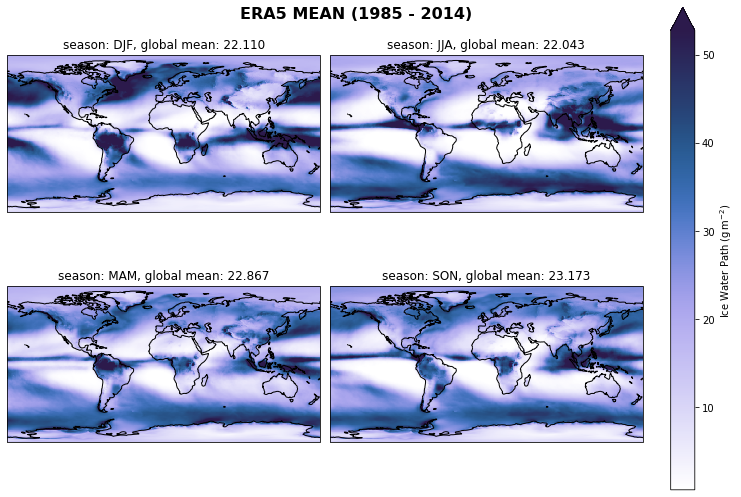 ERA5 MEAN (1985 - 2014)
season: DJF, global mean: 22.110
season: JJA, global mean: 22.043
season: MAM, global mean: 22.867
season: SON, global mean: 23.173
50
40
30
20
10
Ice Water Path (g m⁻²)